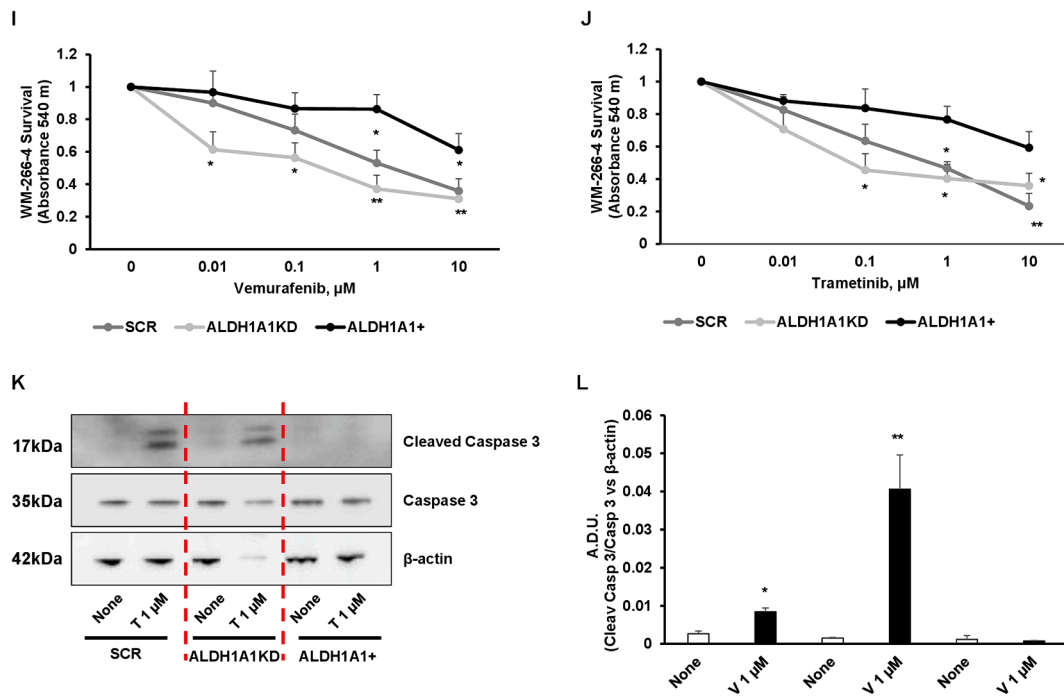 I
WM-266-4 Survival
(Absorbance 540 m)
1.2
1
0.8
0.6
0.4
0.2
0
*
*
*
*
**
**
0 0.01 0.1 1 10
Vemurafenib, µM
SCR ALDH1A1KD ALDH1A1+
J
WM-266-4 Survival
(Absorbance 540 m)
1.2
1
0.8
0.6
0.4
0.2
0
*
*
*
*
**
0 0.01 0.1 1 10
Trametinib, µM
SCR ALDH1A1KD ALDH1A1+
K
17kDa Cleaved Caspase 3
35kDa Caspase 3
42kDa β-actin
None T 1 µM None T 1 µM None T 1 µM
SCR ALDH1A1KD ALDH1A1+
L
A.D.U.
(Cleav Casp 3/Casp 3 vs β-actin)
0.06
0.05
0.04
0.03
0.02
0.01
0
*
**
None V 1 µM None V 1 µM None V 1 µM